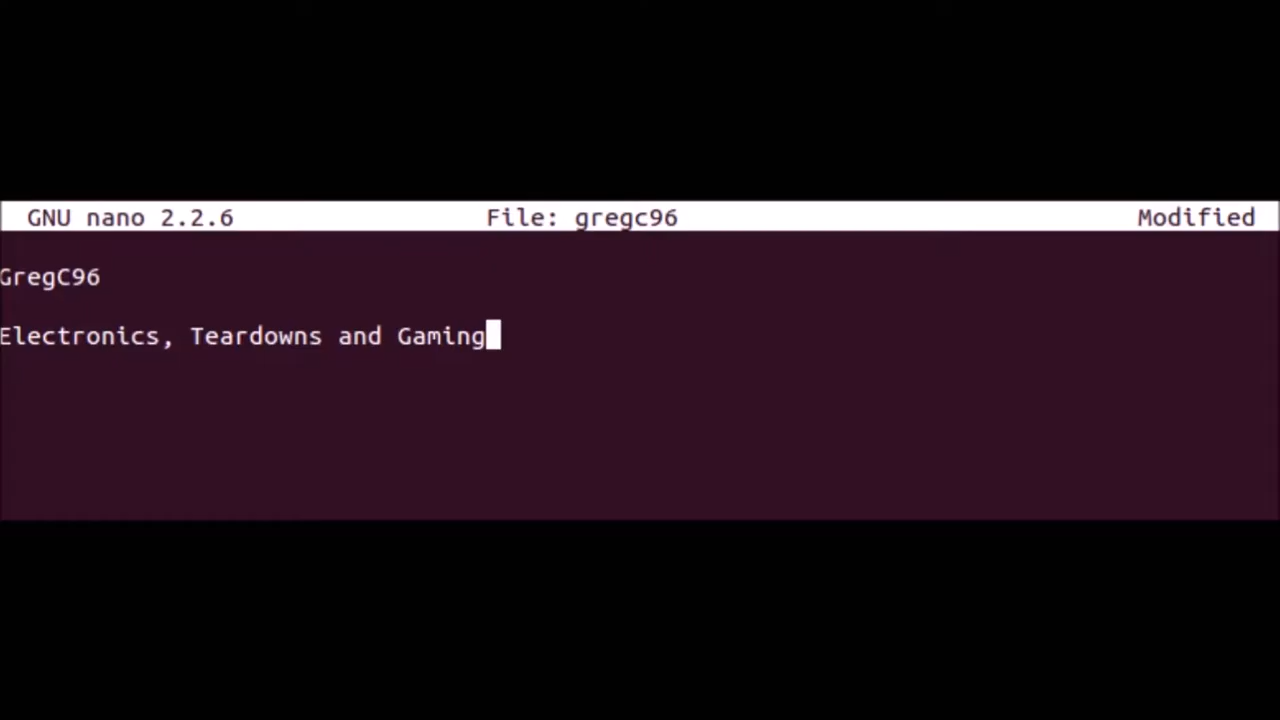 GNU nano 2.2.6 File: gregc96 Modified
GregC96
Electronics, Teardowns and Gaming